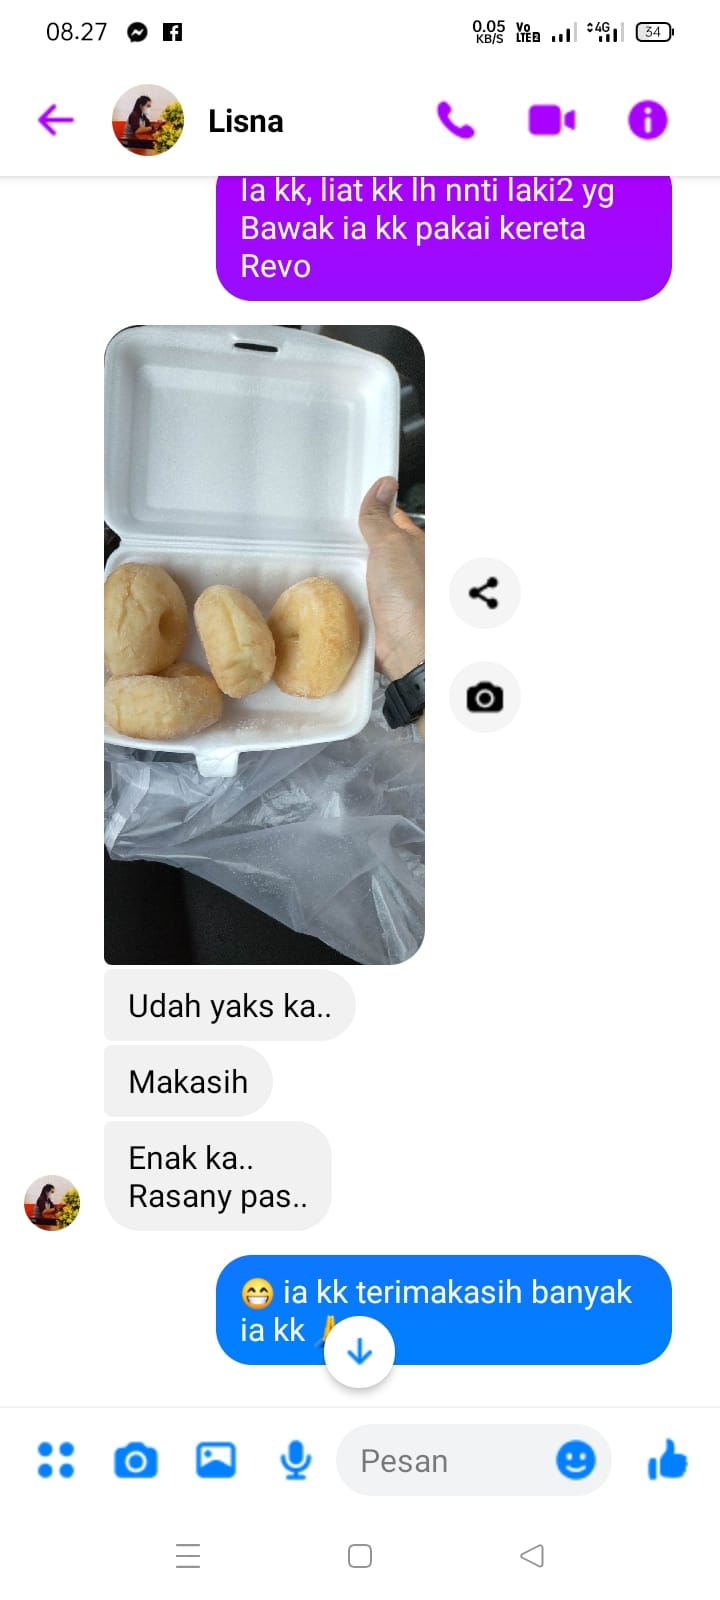 08.27
0.05
KB/S
Vo
LTE2
4G
34
Lisna
Ia kk, liat kk lh nnti laki2 yg
Bawak ia kk pakai kereta
Revo
Udah yaks ka..
Makasih
Enak ka..
Rasany pas..
😁 ia kk terimakasih banyak
ia kk 🙏
Pesan